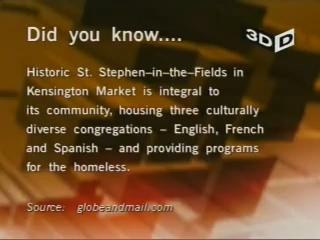 Did you know....
3DD
Historic St. Stephen–in–the–Fields in
Kensington Market is integral to
its community, housing three culturally
diverse congregations – English, French
and Spanish – and providing programs
for the homeless.
Source: globeandmail.com